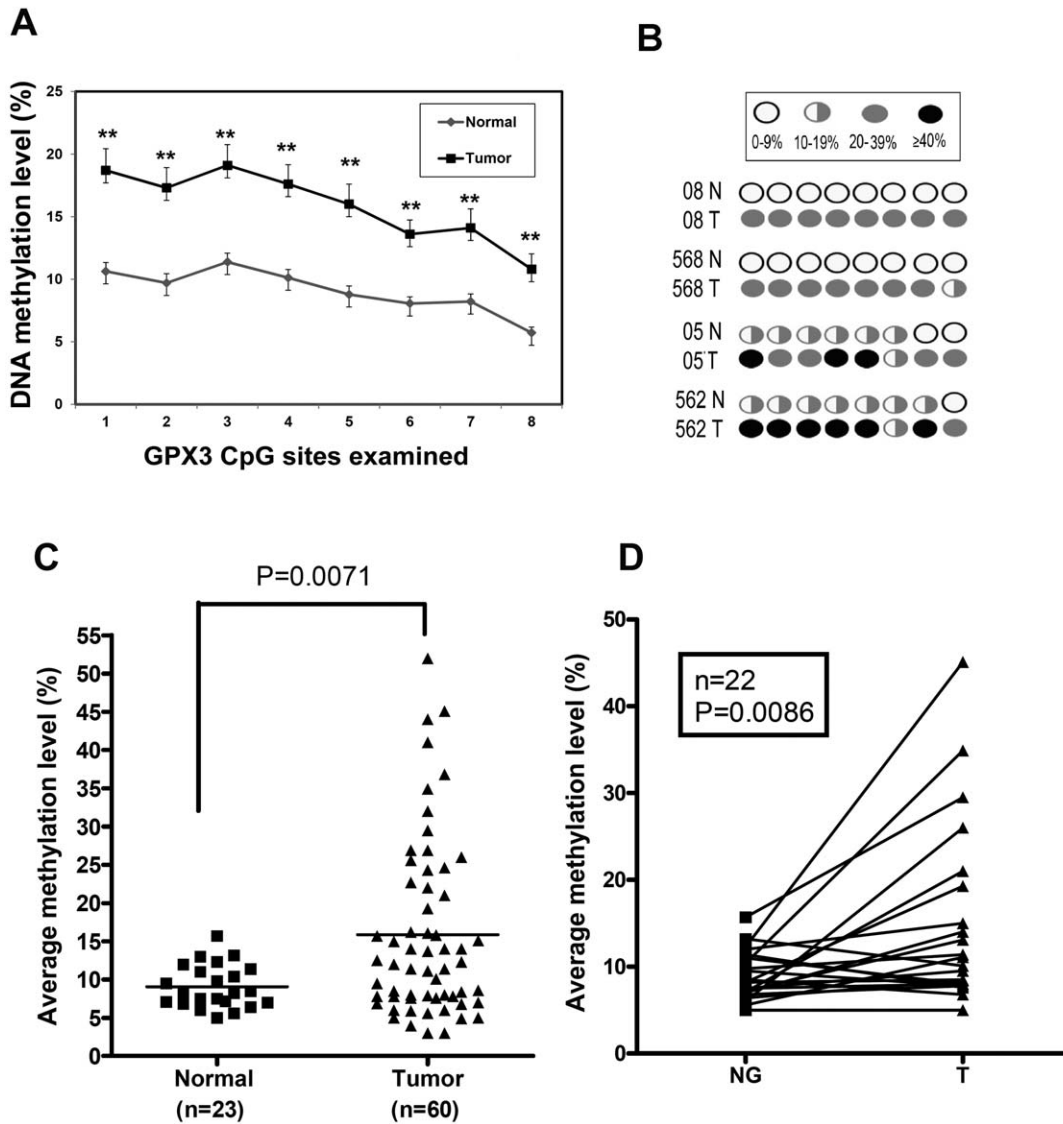 A
DNA methylation level (%)
25
20
15
10
5
0
** ** ** ** ** ** ** **
Normal
Tumor
1 2 3 4 5 6 7 8
GPX3 CpG sites examined
B
0-9% 10-19% 20-39% ≥40%
08 N
08 T
568 N
568 T
05 N
05 T
562 N
562 T
C
P=0.0071
Average methylation level (%)
55
50
45
40
35
30
25
20
15
10
5
0
Normal Tumor
(n=23) (n=60)
D
Average methylation level (%)
50
40
30
20
10
0
n=22
P=0.0086
NG T